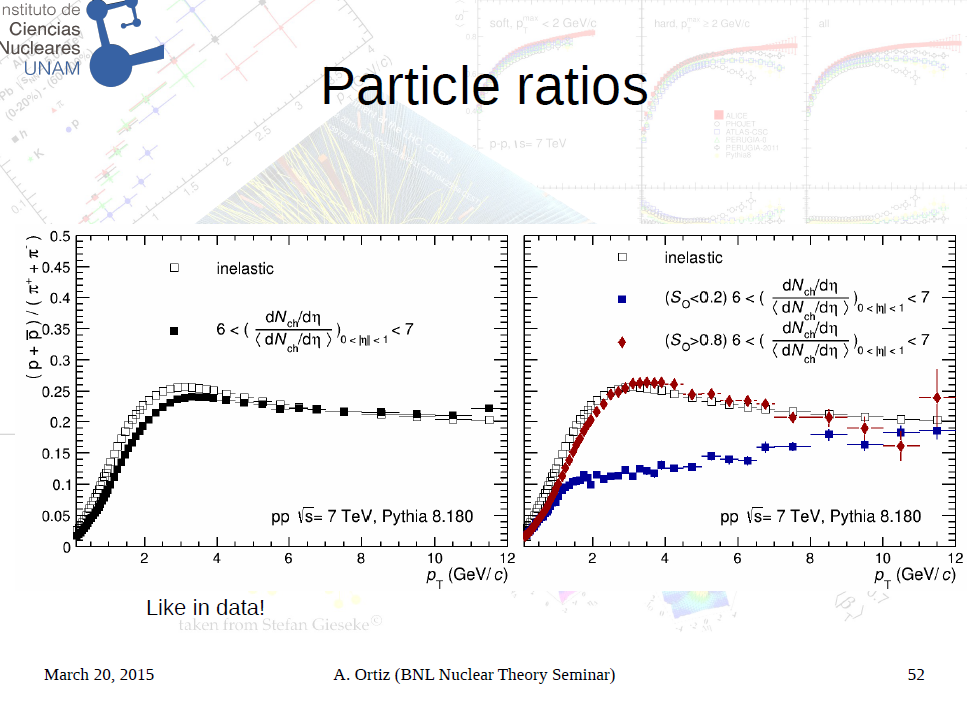 nstituto de
Ciencias
Nucleares
UNAM
Particle ratios
soft, p_T^max < 2 GeV/c
hard, p_T^max ≥ 2 GeV/c
all
ALICE
PHOJET
ATLAS-CSC
PERUGIA-0
PERUGIA-2011
Pythia8
p-p, √s= 7 TeV
(0-20%)
( p + p̅ ) / ( π⁺ + π⁻ )
0.5
0.45
0.4
0.35
0.3
0.25
0.2
0.15
0.1
0.05
0
inelastic
6 < ( dN_ch/dη / ⟨ dN_ch/dη ⟩ )_{0 < |η| < 1} < 7
pp √s= 7 TeV, Pythia 8.180
2 4 6 8 10 12
p_T (GeV/c)
inelastic
(S_O<0.2) 6 < ( dN_ch/dη / ⟨ dN_ch/dη ⟩ )_{0 < |η| < 1} < 7
(S_O>0.8) 6 < ( dN_ch/dη / ⟨ dN_ch/dη ⟩ )_{0 < |η| < 1} < 7
pp √s= 7 TeV, Pythia 8.180
2 4 6 8 10 12
p_T (GeV/c)
Like in data!
taken from Stefan Gieseke©
March 20, 2015
A. Ortiz (BNL Nuclear Theory Seminar)
52